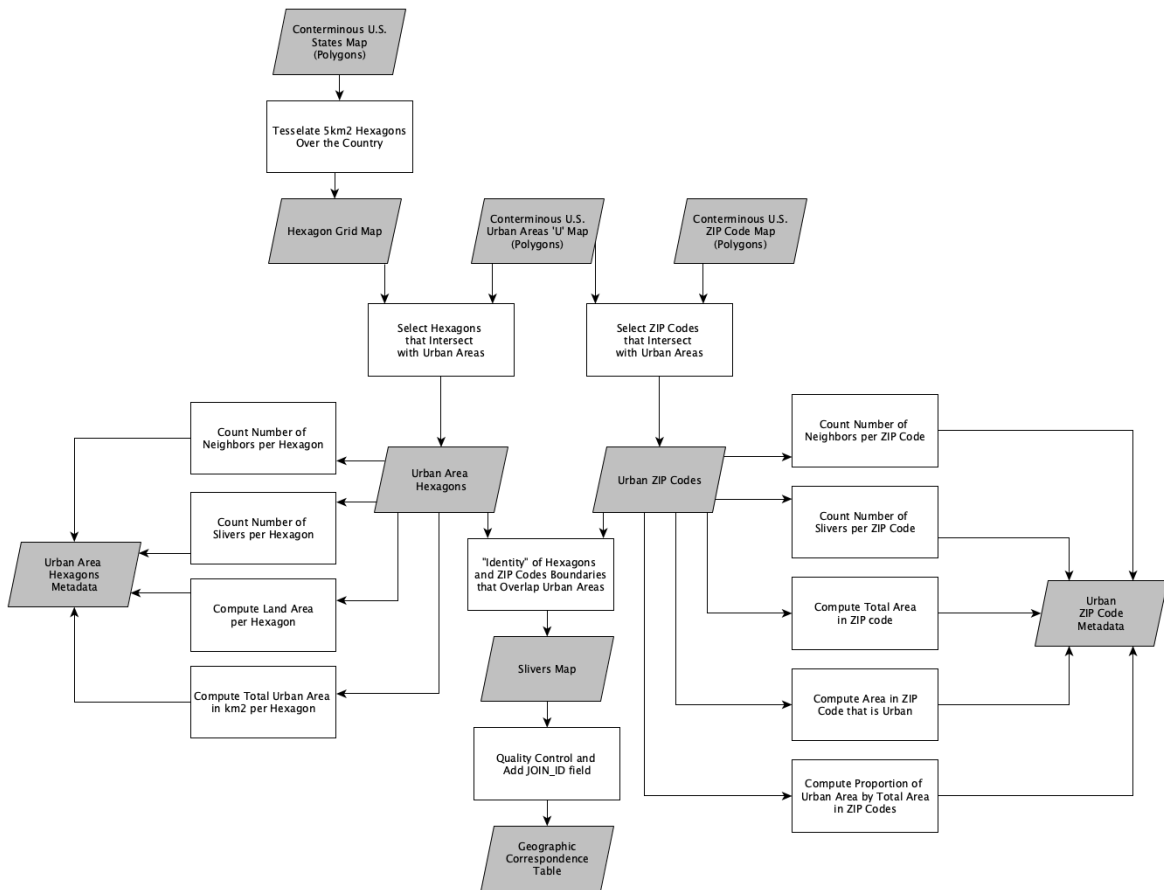 Conterminous U.S.
States Map
(Polygons)
Tesselate 5km2 Hexagons
Over the Country
Hexagon Grid Map
Conterminous U.S.
Urban Areas 'U' Map
(Polygons)
Conterminous U.S.
ZIP Code Map
(Polygons)
Select Hexagons
that Intersect
with Urban Areas
Select ZIP Codes
that Intersect
with Urban Areas
Count Number of
Neighbors per Hexagon
Urban Area
Hexagons
Urban ZIP Codes
Count Number of
Neighbors per ZIP Code
Count Number of
Slivers per Hexagon
Count Number of
Slivers per ZIP Code
Urban Area
Hexagons
Metadata
"Identity" of Hexagons
and ZIP Codes Boundaries
that Overlap Urban Areas
Compute Land Area
per Hexagon
Compute Total Area
in ZIP code
Urban
ZIP Code
Metadata
Slivers Map
Compute Total Urban Area
in km2 per Hexagon
Compute Area in ZIP
Code that is Urban
Quality Control and
Add JOIN_ID field
Compute Proportion of
Urban Area by Total Area
in ZIP Codes
Geographic
Correspondence
Table